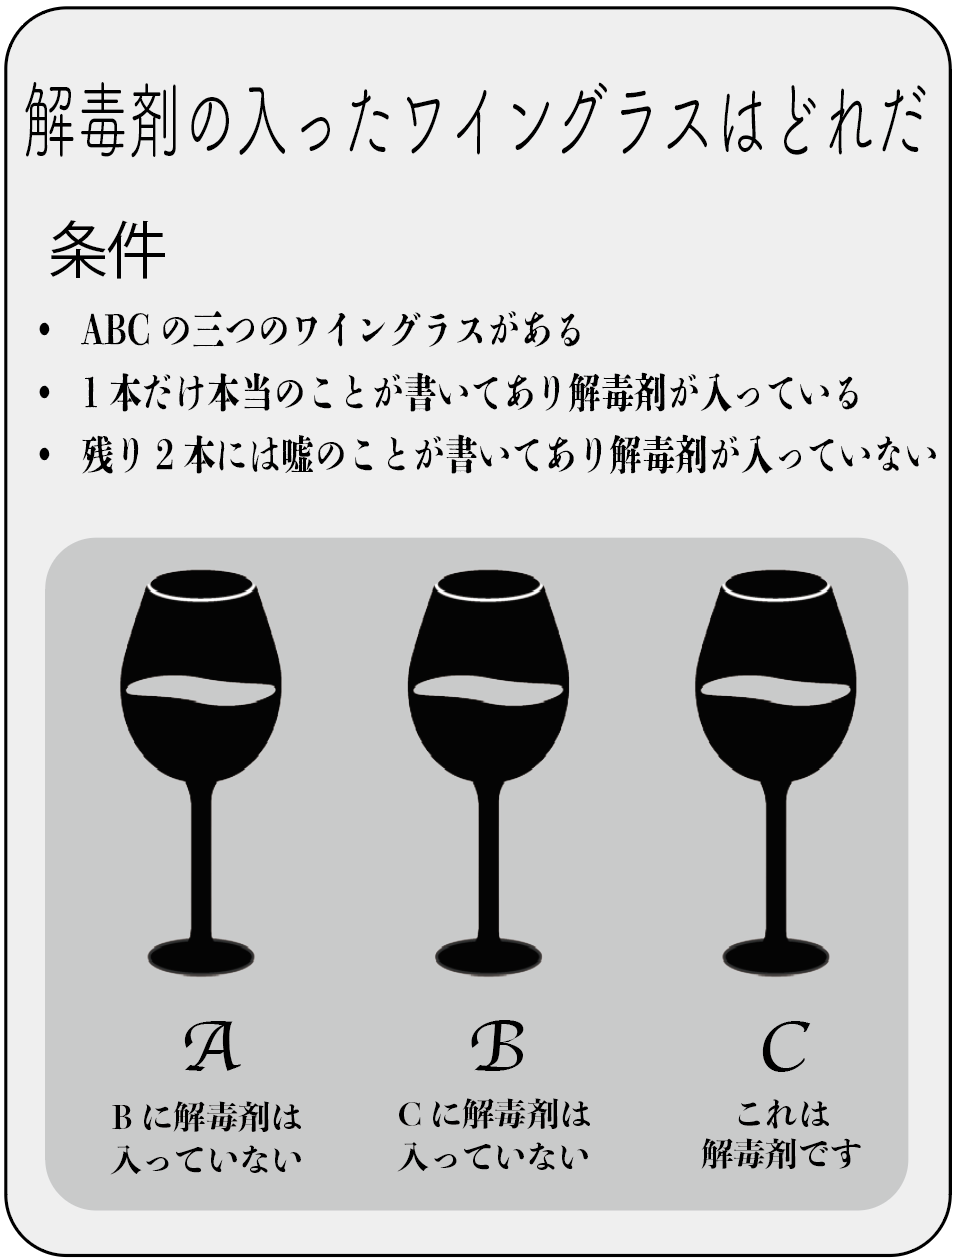 解毒剤の入ったワイングラスはどれだ
条件
• ABCの三つのワイングラスがある
• 1本だけ本当のことが書いてあり解毒剤が入っている
• 残り2本には嘘のことが書いてあり解毒剤が入っていない
A
Bに解毒剤は
入っていない
B
Cに解毒剤は
入っていない
C
これは
解毒剤です